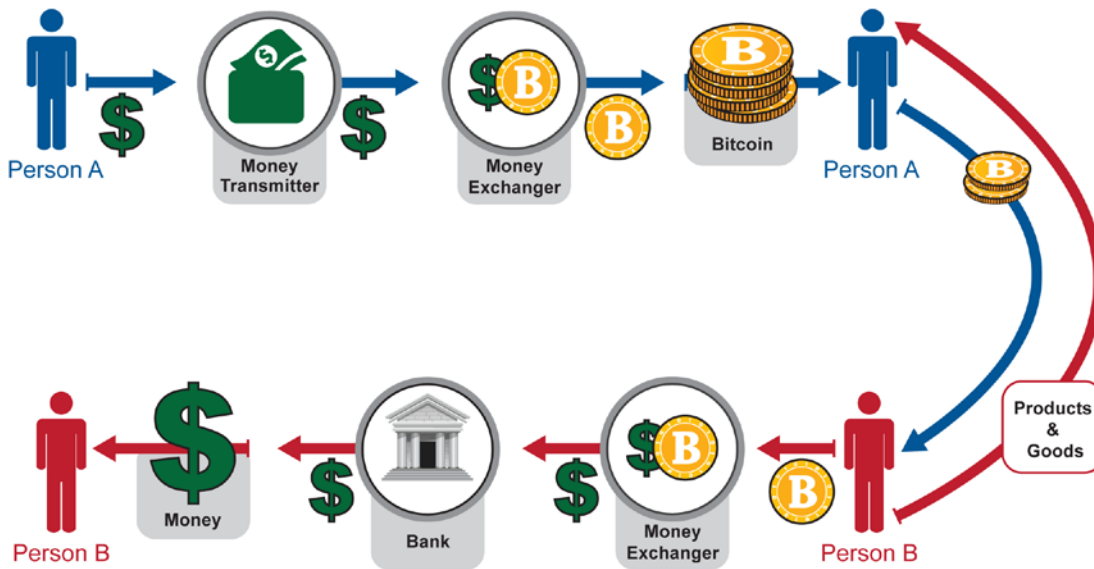 Person A
$
Money
Transmitter
$
Money
Exchanger
B
Bitcoin
Person A
B
Products
&
Goods
Person B
B
Money
Exchanger
$
Bank
$
Money
Person B